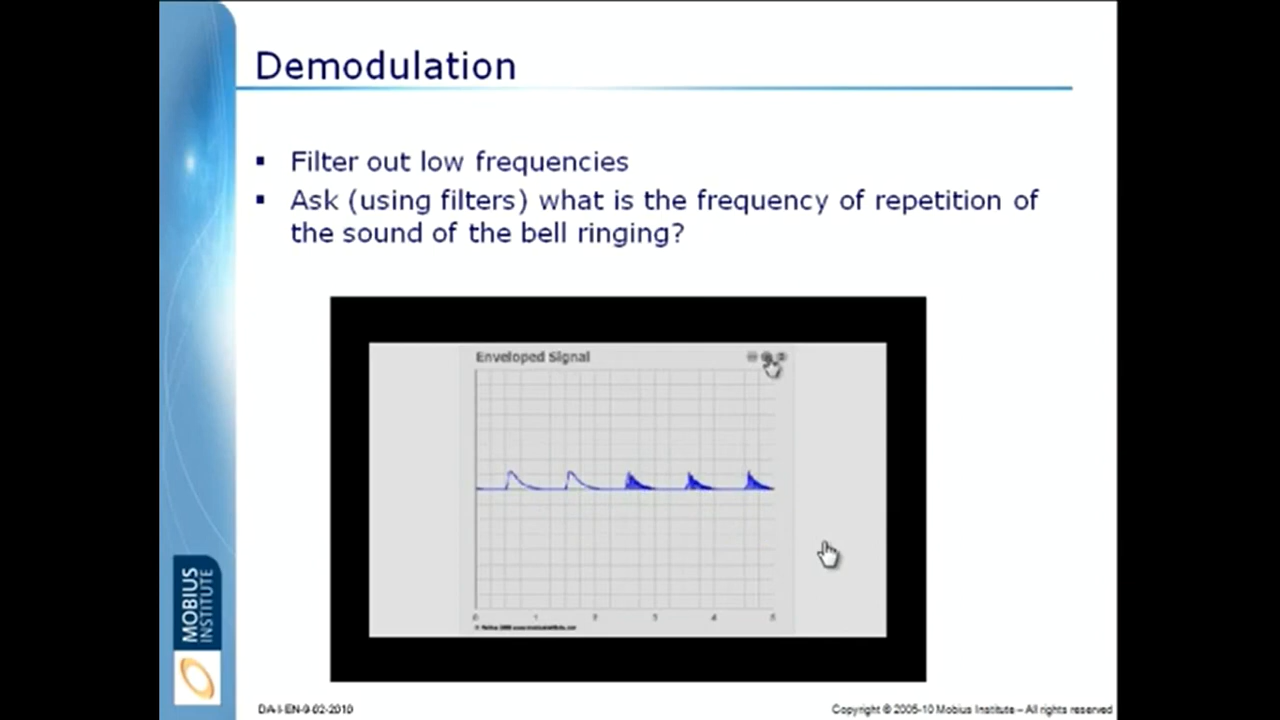 Demodulation
▪ Filter out low frequencies
▪ Ask (using filters) what is the frequency of repetition of
the sound of the bell ringing?
Enveloped Signal
0 1 2 3 4 5
MOBIUS
INSTITUTE
DA-I-EN-9-02-2010
Copyright © 2005-10 Mobius Institute – All rights reserved